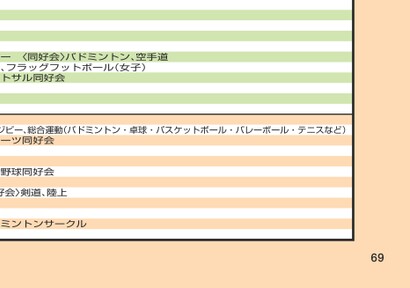 ー 〈同好会〉バドミントン、空手道
、フラッグフットボール(女子)
トサル同好会
ジビー、総合運動(バドミントン・卓球・バスケットボール・バレーボール・テニスなど)
ーツ同好会
野球同好会
好会〉剣道、陸上
ミントンサークル
69